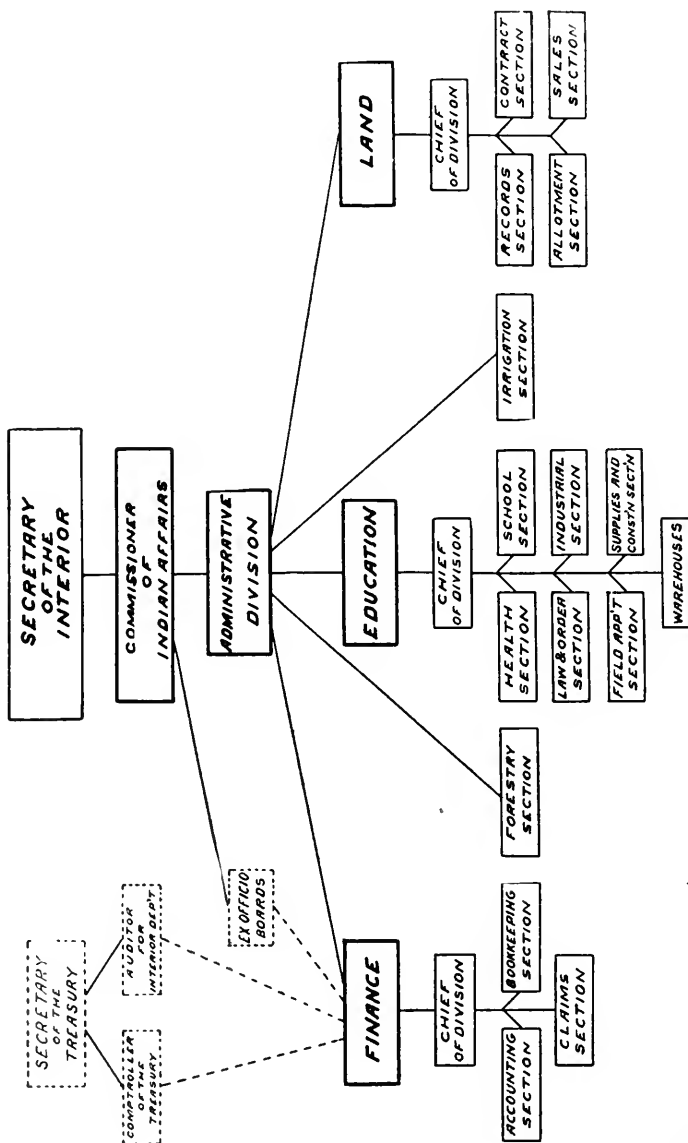 SECRETARY
OF THE
INTERIOR
COMMISSIONER
OF
INDIAN AFFAIRS
ADMINISTRATIVE
DIVISION
SECRETARY
OF THE
TREASURY
COMPTROLLER
OF THE
TREASURY
AUDITOR
FOR
INTERIOR DEP'T
EX OFFICIO
BOARDS
FINANCE
CHIEF
OF DIVISION
ACCOUNTING
SECTION
BOOKKEEPING
SECTION
CLAIMS
SECTION
FORESTRY
SECTION
EDUCATION
CHIEF
OF DIVISION
HEALTH
SECTION
SCHOOL
SECTION
LAW & ORDER
SECTION
INDUSTRIAL
SECTION
FIELD APP'T
SECTION
SUPPLIES AND
CONST'N SECT'N
WAREHOUSES
IRRIGATION
SECTION
LAND
CHIEF
OF DIVISION
RECORDS
SECTION
CONTRACT
SECTION
ALLOTMENT
SECTION
SALES
SECTION